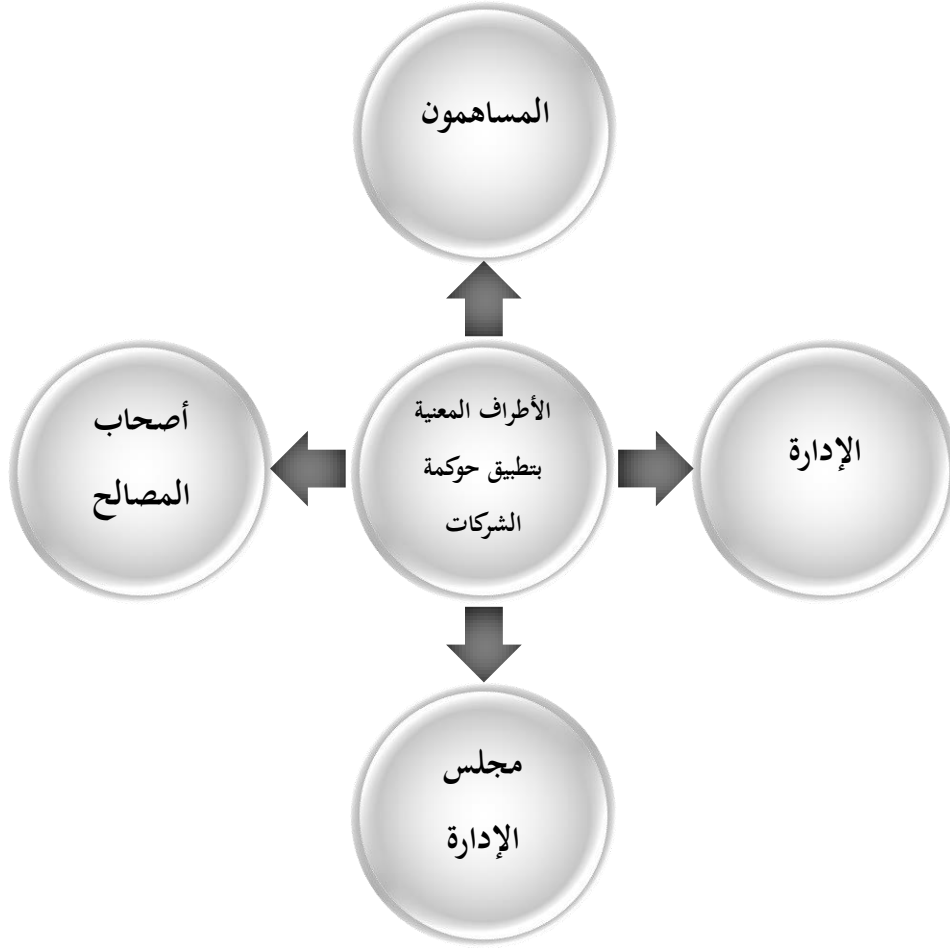 المساهمون
الأطراف المعنية
بتطبيق حوكمة
الشركات
الإدارة
أصحاب
المصالح
مجلس
الإدارة